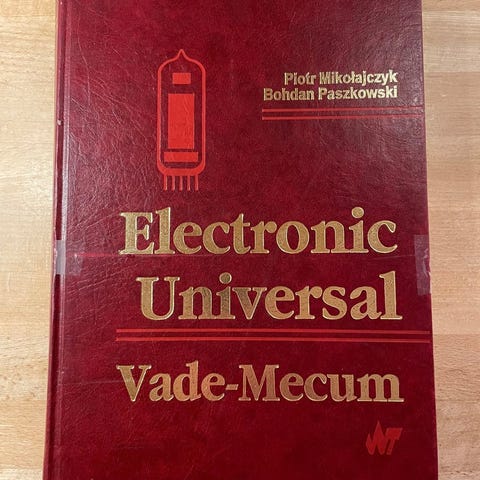 Piotr Mikołajczyk
Bohdan Paszkowski
Electronic
Universal
Vade-Mecum
WNT